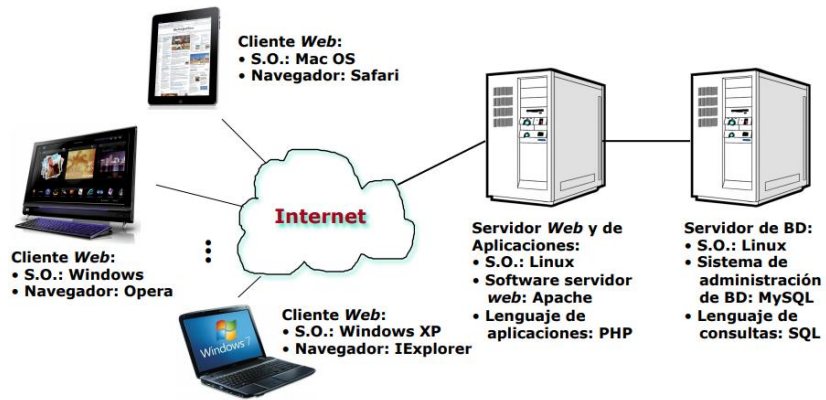 Cliente Web:
• S.O.: Mac OS
• Navegador: Safari
Internet
Cliente Web:
• S.O.: Windows
• Navegador: Opera
Windows 7
Cliente Web:
• S.O.: Windows XP
• Navegador: IExplorer
Servidor Web y de
Aplicaciones:
• S.O.: Linux
• Software servidor
web: Apache
• Lenguaje de
aplicaciones: PHP
Servidor de BD:
• S.O.: Linux
• Sistema de
administración
de BD: MySQL
• Lenguaje de
consultas: SQL